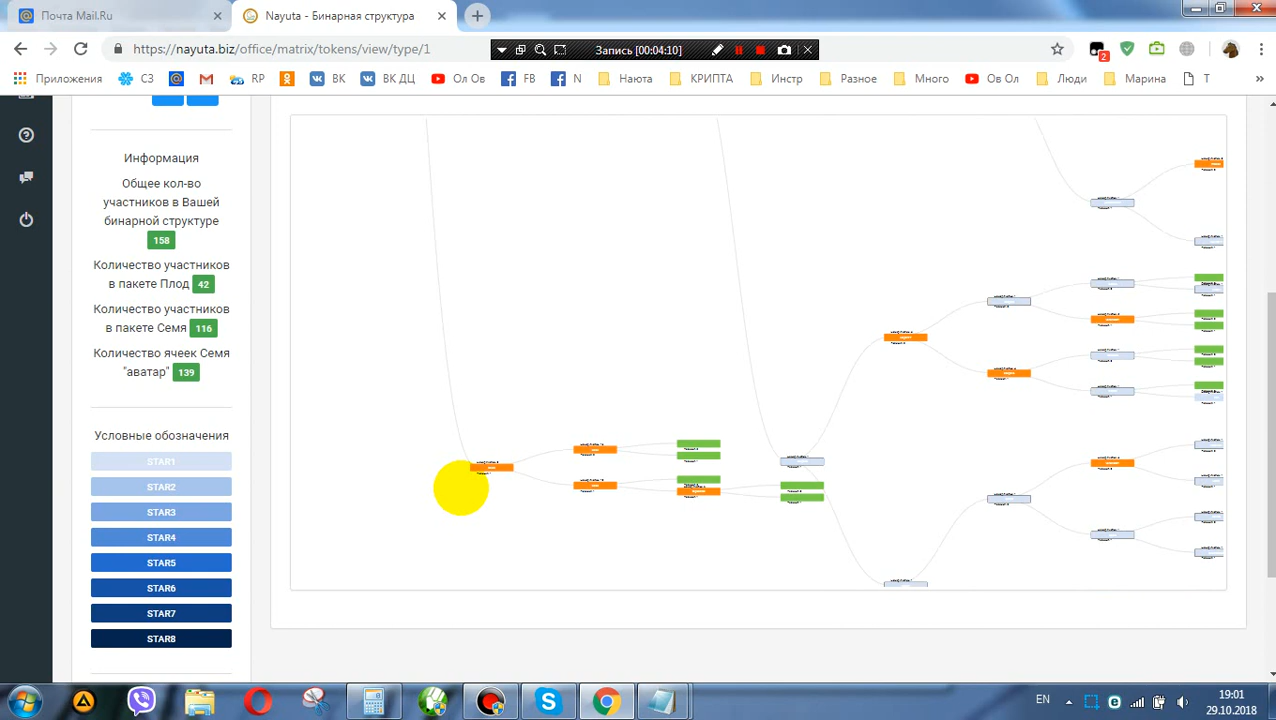 Почта Mail.Ru
Nayuta - Бинарная структура
https://nayuta.biz/office/matrix/tokens/view/type/1
Запись [00:04:10]
2
Приложения
СЗ
RP
ВК
ВК ДЦ
Ол Ов
FB
N
Наюта
КРИПТА
Инстр
Разное
Много
Ов Ол
Люди
Марина
Т
»
Информация
Общее кол-во
участников в Вашей
бинарной структуре
158
Количество участников
в пакете Плод 42
Количество участников
в пакете Семя 116
Количество ячеек Семя
"аватар" 139
Условные обозначения
STAR1
STAR2
STAR3
STAR4
STAR5
STAR6
STAR7
STAR8
EN
19:01
29.10.2018